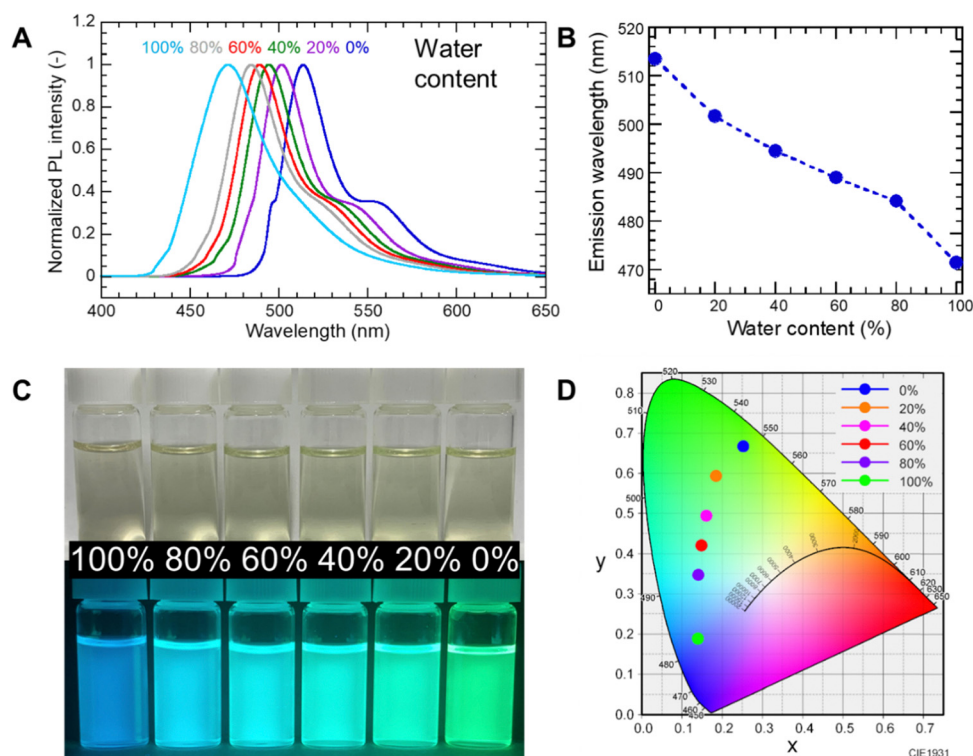 A
1.2
1
0.8
0.6
0.4
0.2
0
Normalized PL intensity (-)
100% 80% 60% 40% 20% 0%
Water
content
400 450 500 550 600 650
Wavelength (nm)
B
520
510
500
490
480
470
Emission wavelength (nm)
0 20 40 60 80 100
Water content (%)
C
100% 80% 60% 40% 20% 0%
D
0.8
0.7
0.6
0.5
0.4
0.3
0.2
0.1
0.0
y
0.0 0.1 0.2 0.3 0.4 0.5 0.6 0.7
x
520
530
540
550
560
570
580
590
600
610
620
630
650
510
500
490
480
470
460
450
0%
20%
40%
60%
80%
100%
CIE1931